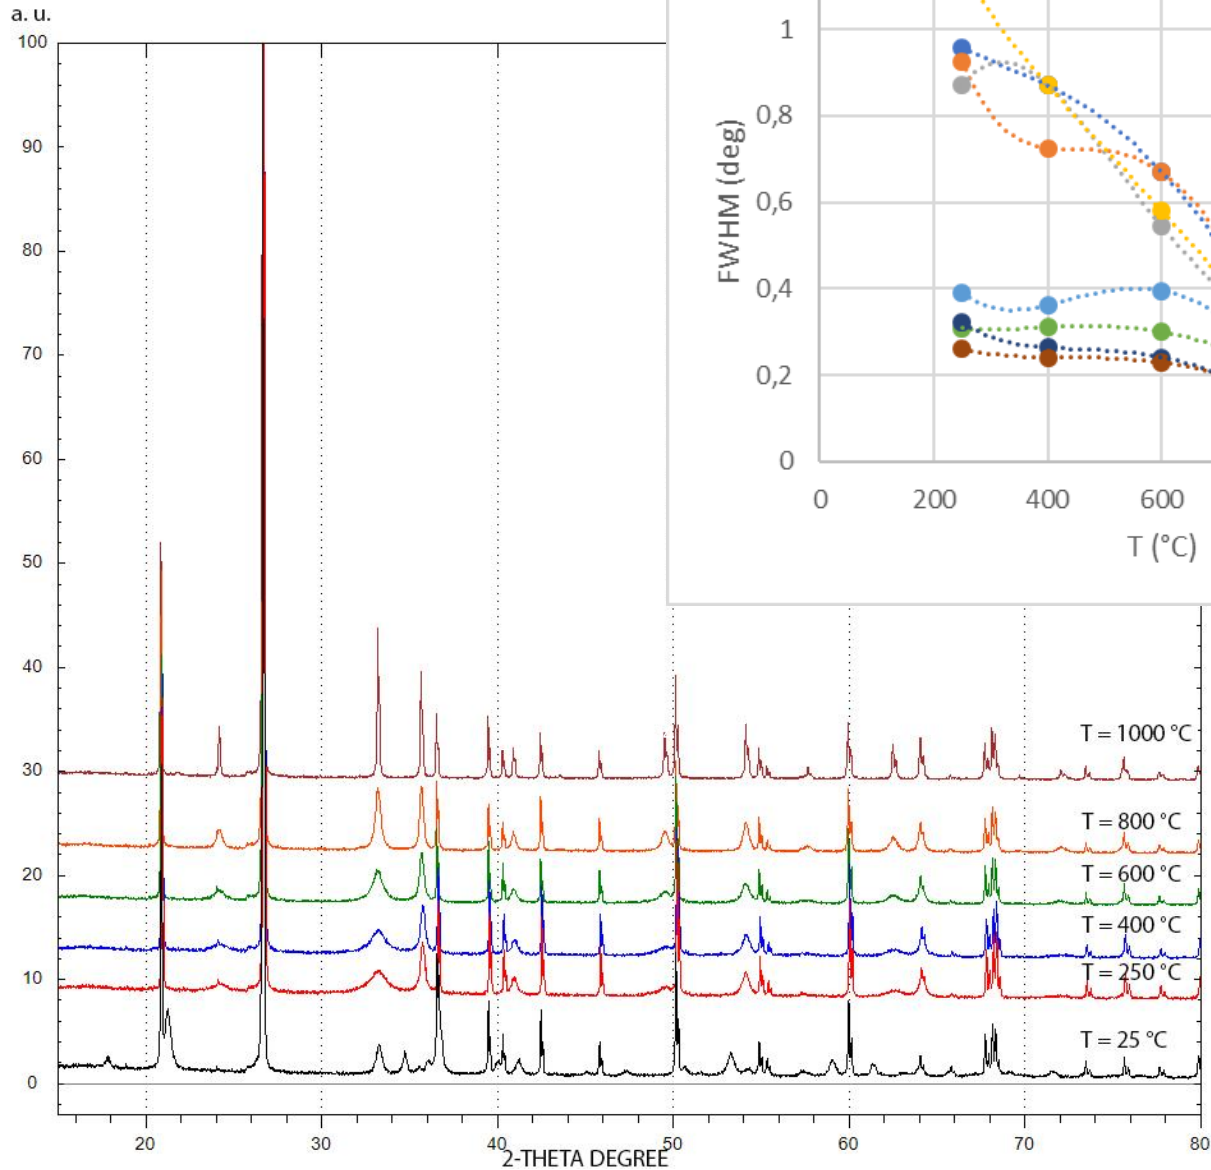 a. u.
100
90
80
70
60
50
40
30
20
10
0
20
30
40
50
60
70
80
2-THETA DEGREE
T = 1000 °C
T = 800 °C
T = 600 °C
T = 400 °C
T = 250 °C
T = 25 °C
FWHM (deg)
1
0,8
0,6
0,4
0,2
0
0
200
400
600
T (°C)